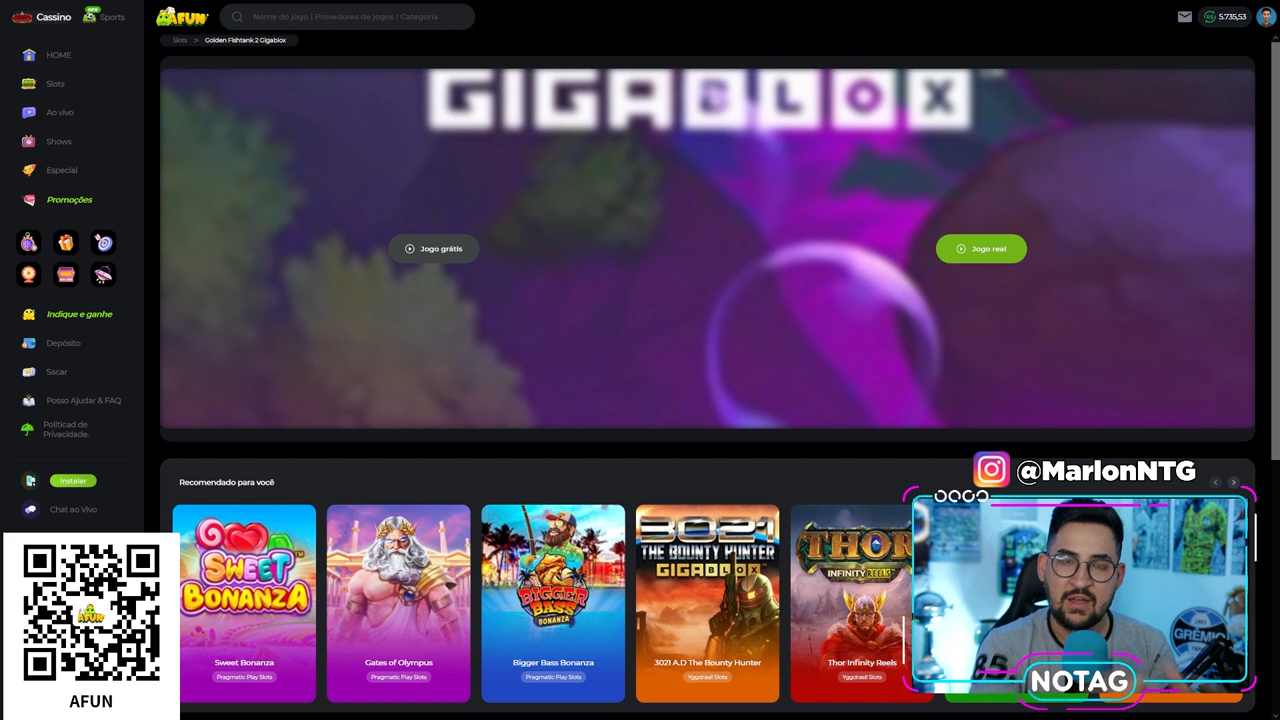 Cassino
NEW
Sports
AFUN
Nome do jogo | Provedores de jogos | Categoria
R$
5.735,53
Slots > Golden Fishtank 2 Gigablox
HOME
Slots
Ao vivo
Shows
Especial
Promoções
Indique e ganhe
Depósito
Sacar
Posso Ajudar & FAQ
Políticad de
Privacidade.
Instalar
Chat ao Vivo
GIGABLOX
Jogo grátis
Jogo real
Recomendado para você
SWEET
BONANZA
Sweet Bonanza
Pragmatic Play Slots
Gates of Olympus
Pragmatic Play Slots
BIGGER
BASS
BONANZA
Bigger Bass Bonanza
Pragmatic Play Slots
3021
THE BOUNTY HUNTER
GIGABLOX
3021 A.D The Bounty Hunter
Yggdrasil Slots
THOR
INFINITY REELS
Thor Infinity Reels
Yggdrasil Slots
@MarlonNTG
GRÊMIO
NOTAG
AFUN
AFUN